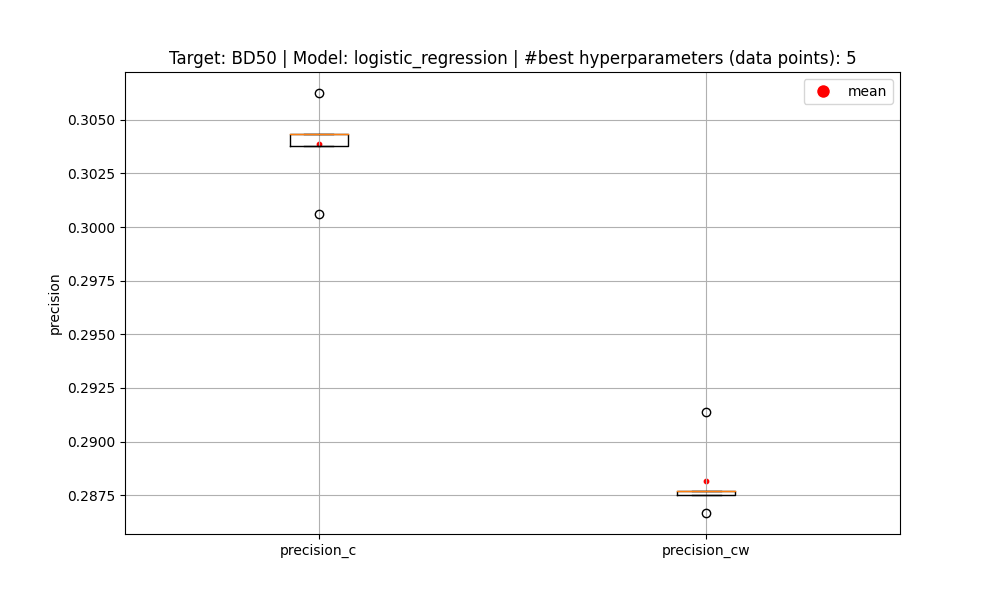 Target: BD50 | Model: logistic_regression | #best hyperparameters (data points): 5
mean
0.3050
0.3025
0.3000
0.2975
0.2950
0.2925
0.2900
0.2875
precision
precision_c
precision_cw